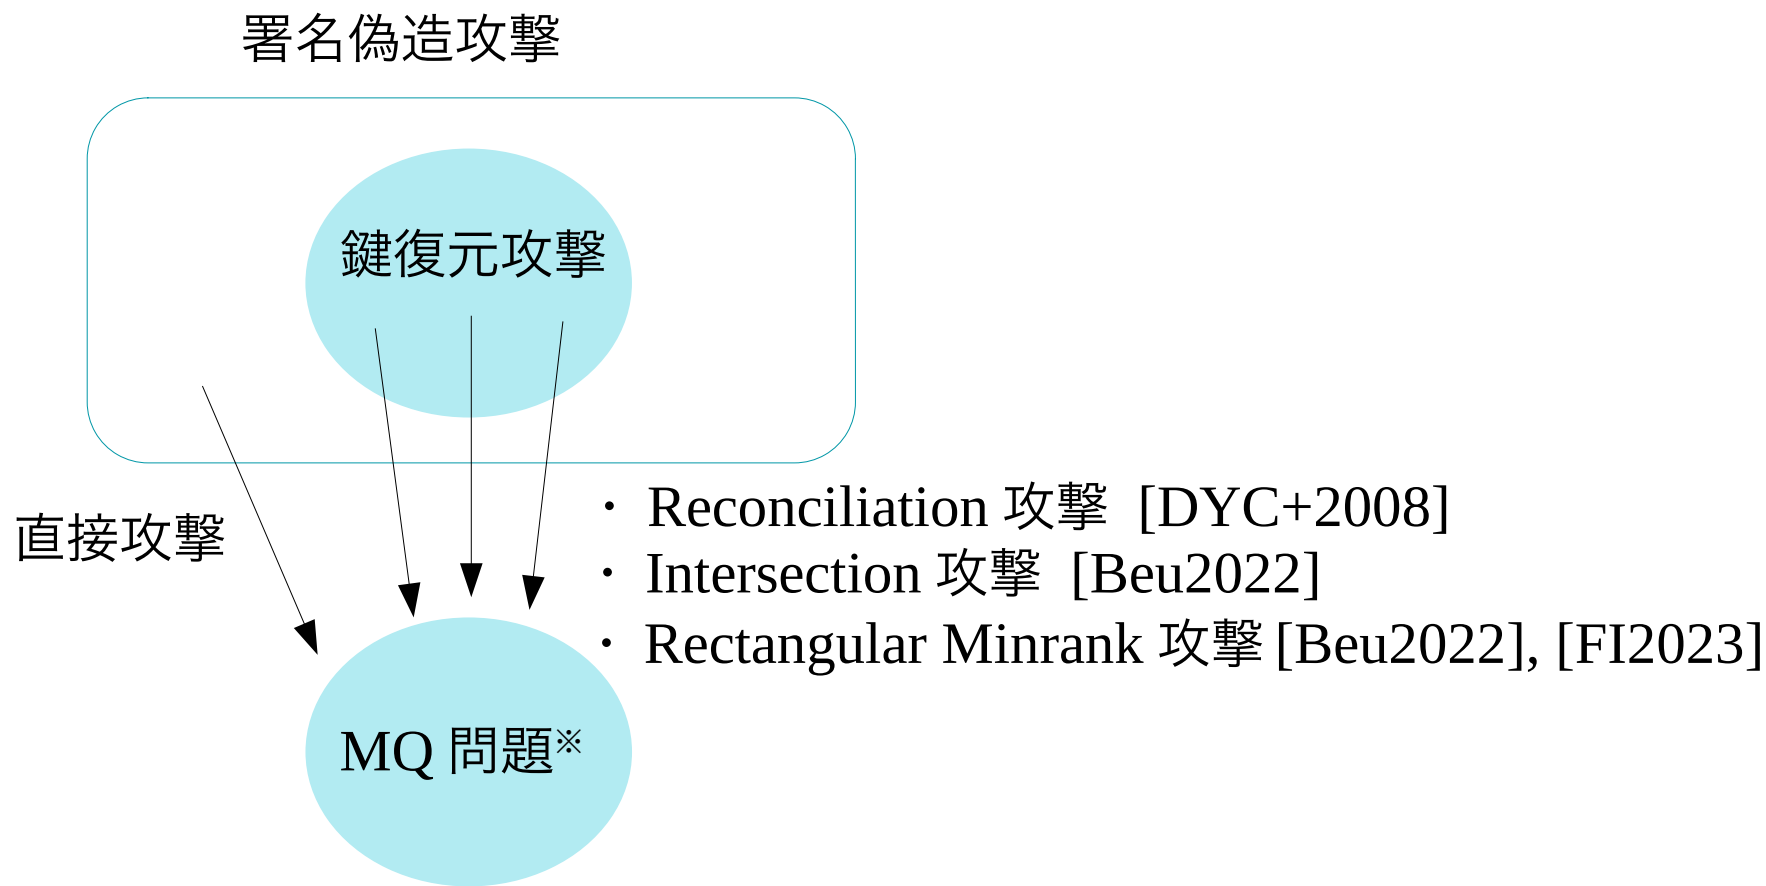 署名偽造攻撃
鍵復元攻撃
直接攻撃
・ Reconciliation 攻撃 [DYC+2008]
・ Intersection 攻撃 [Beu2022]
・ Rectangular Minrank 攻撃 [Beu2022], [FI2023]
MQ 問題※